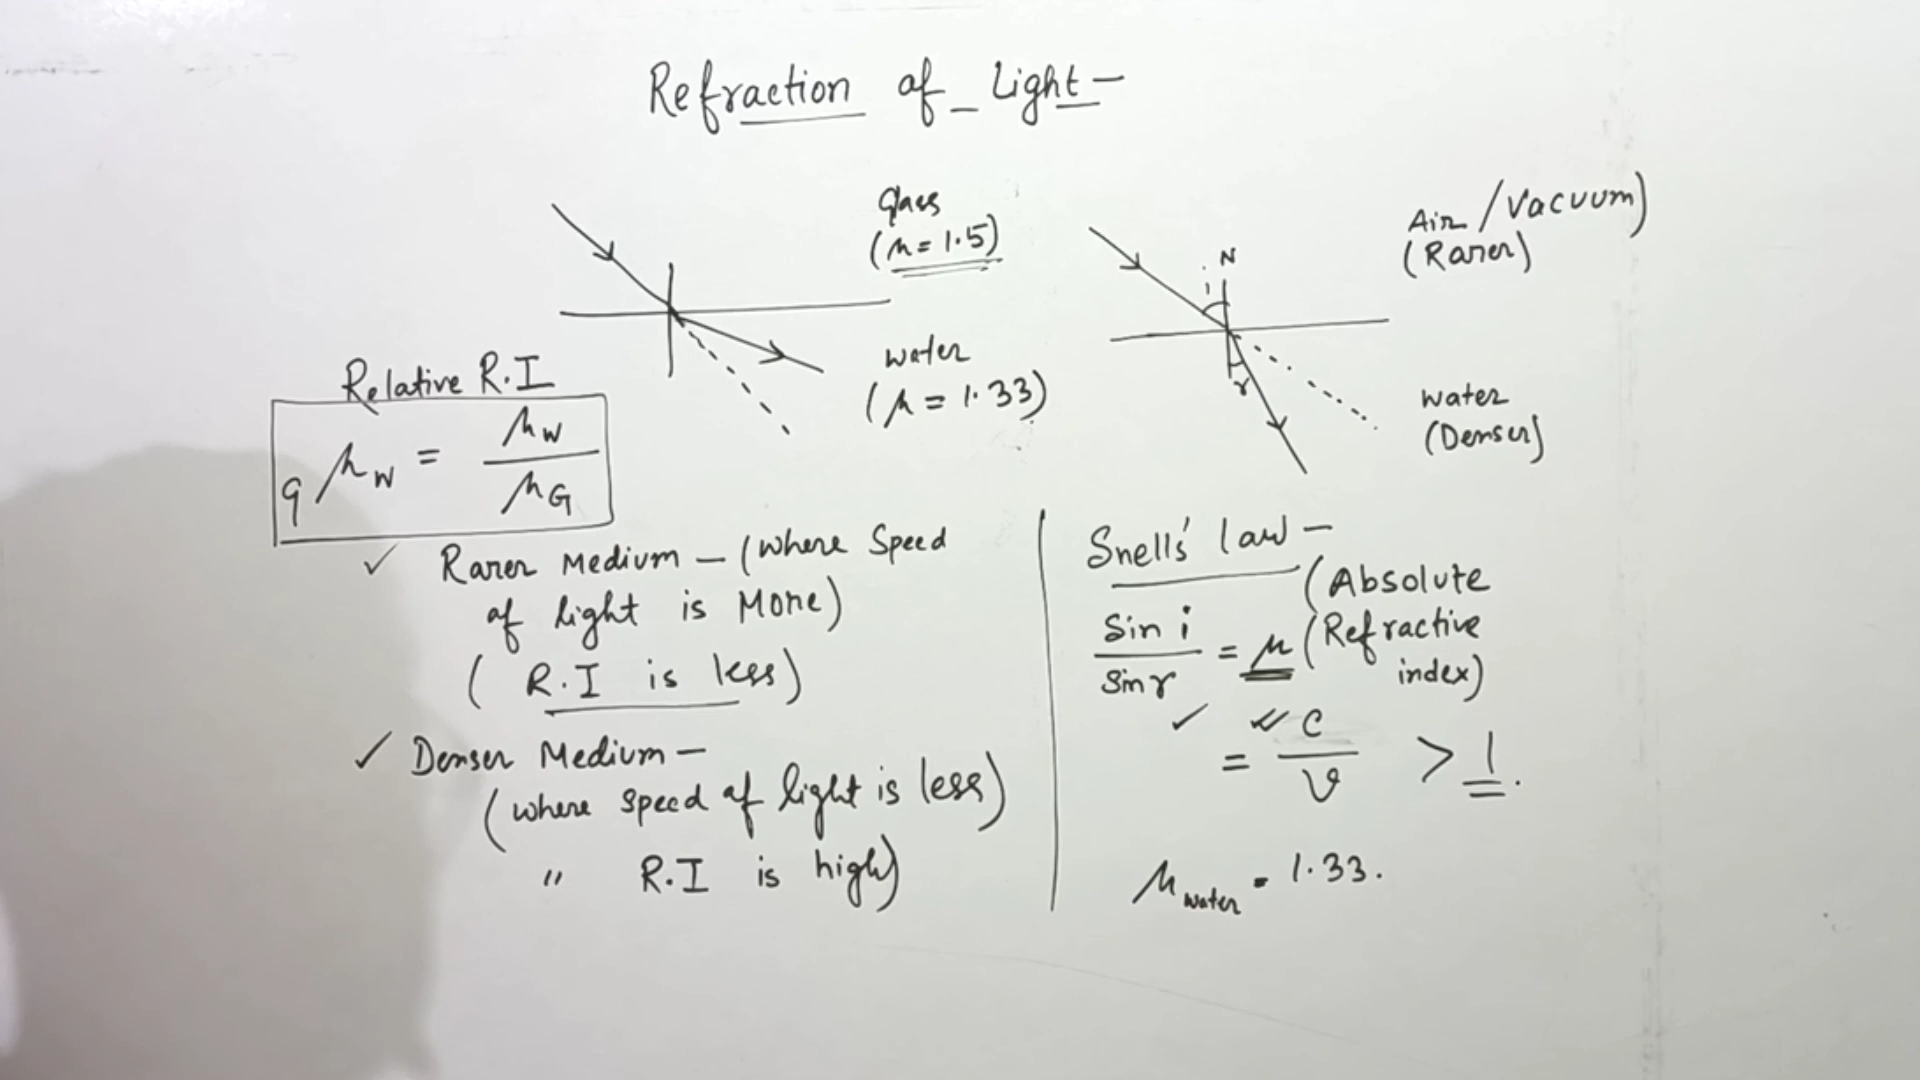 Refraction of Light -
Glass
(μ = 1.5)
water
(μ = 1.33)
N
i
r
Air / Vacuum)
(Rarer)
water
(Denser)
Relative R.I
gμw = μw / μG
Rarer Medium - (where Speed
of light is More)
( R.I is less)
Denser Medium -
(where speed of light is less)
" R.I is high)
Snells' law -
(Absolute
sin i / sin r = μ (Refractive
index)
= c / v > 1.
μwater = 1.33.